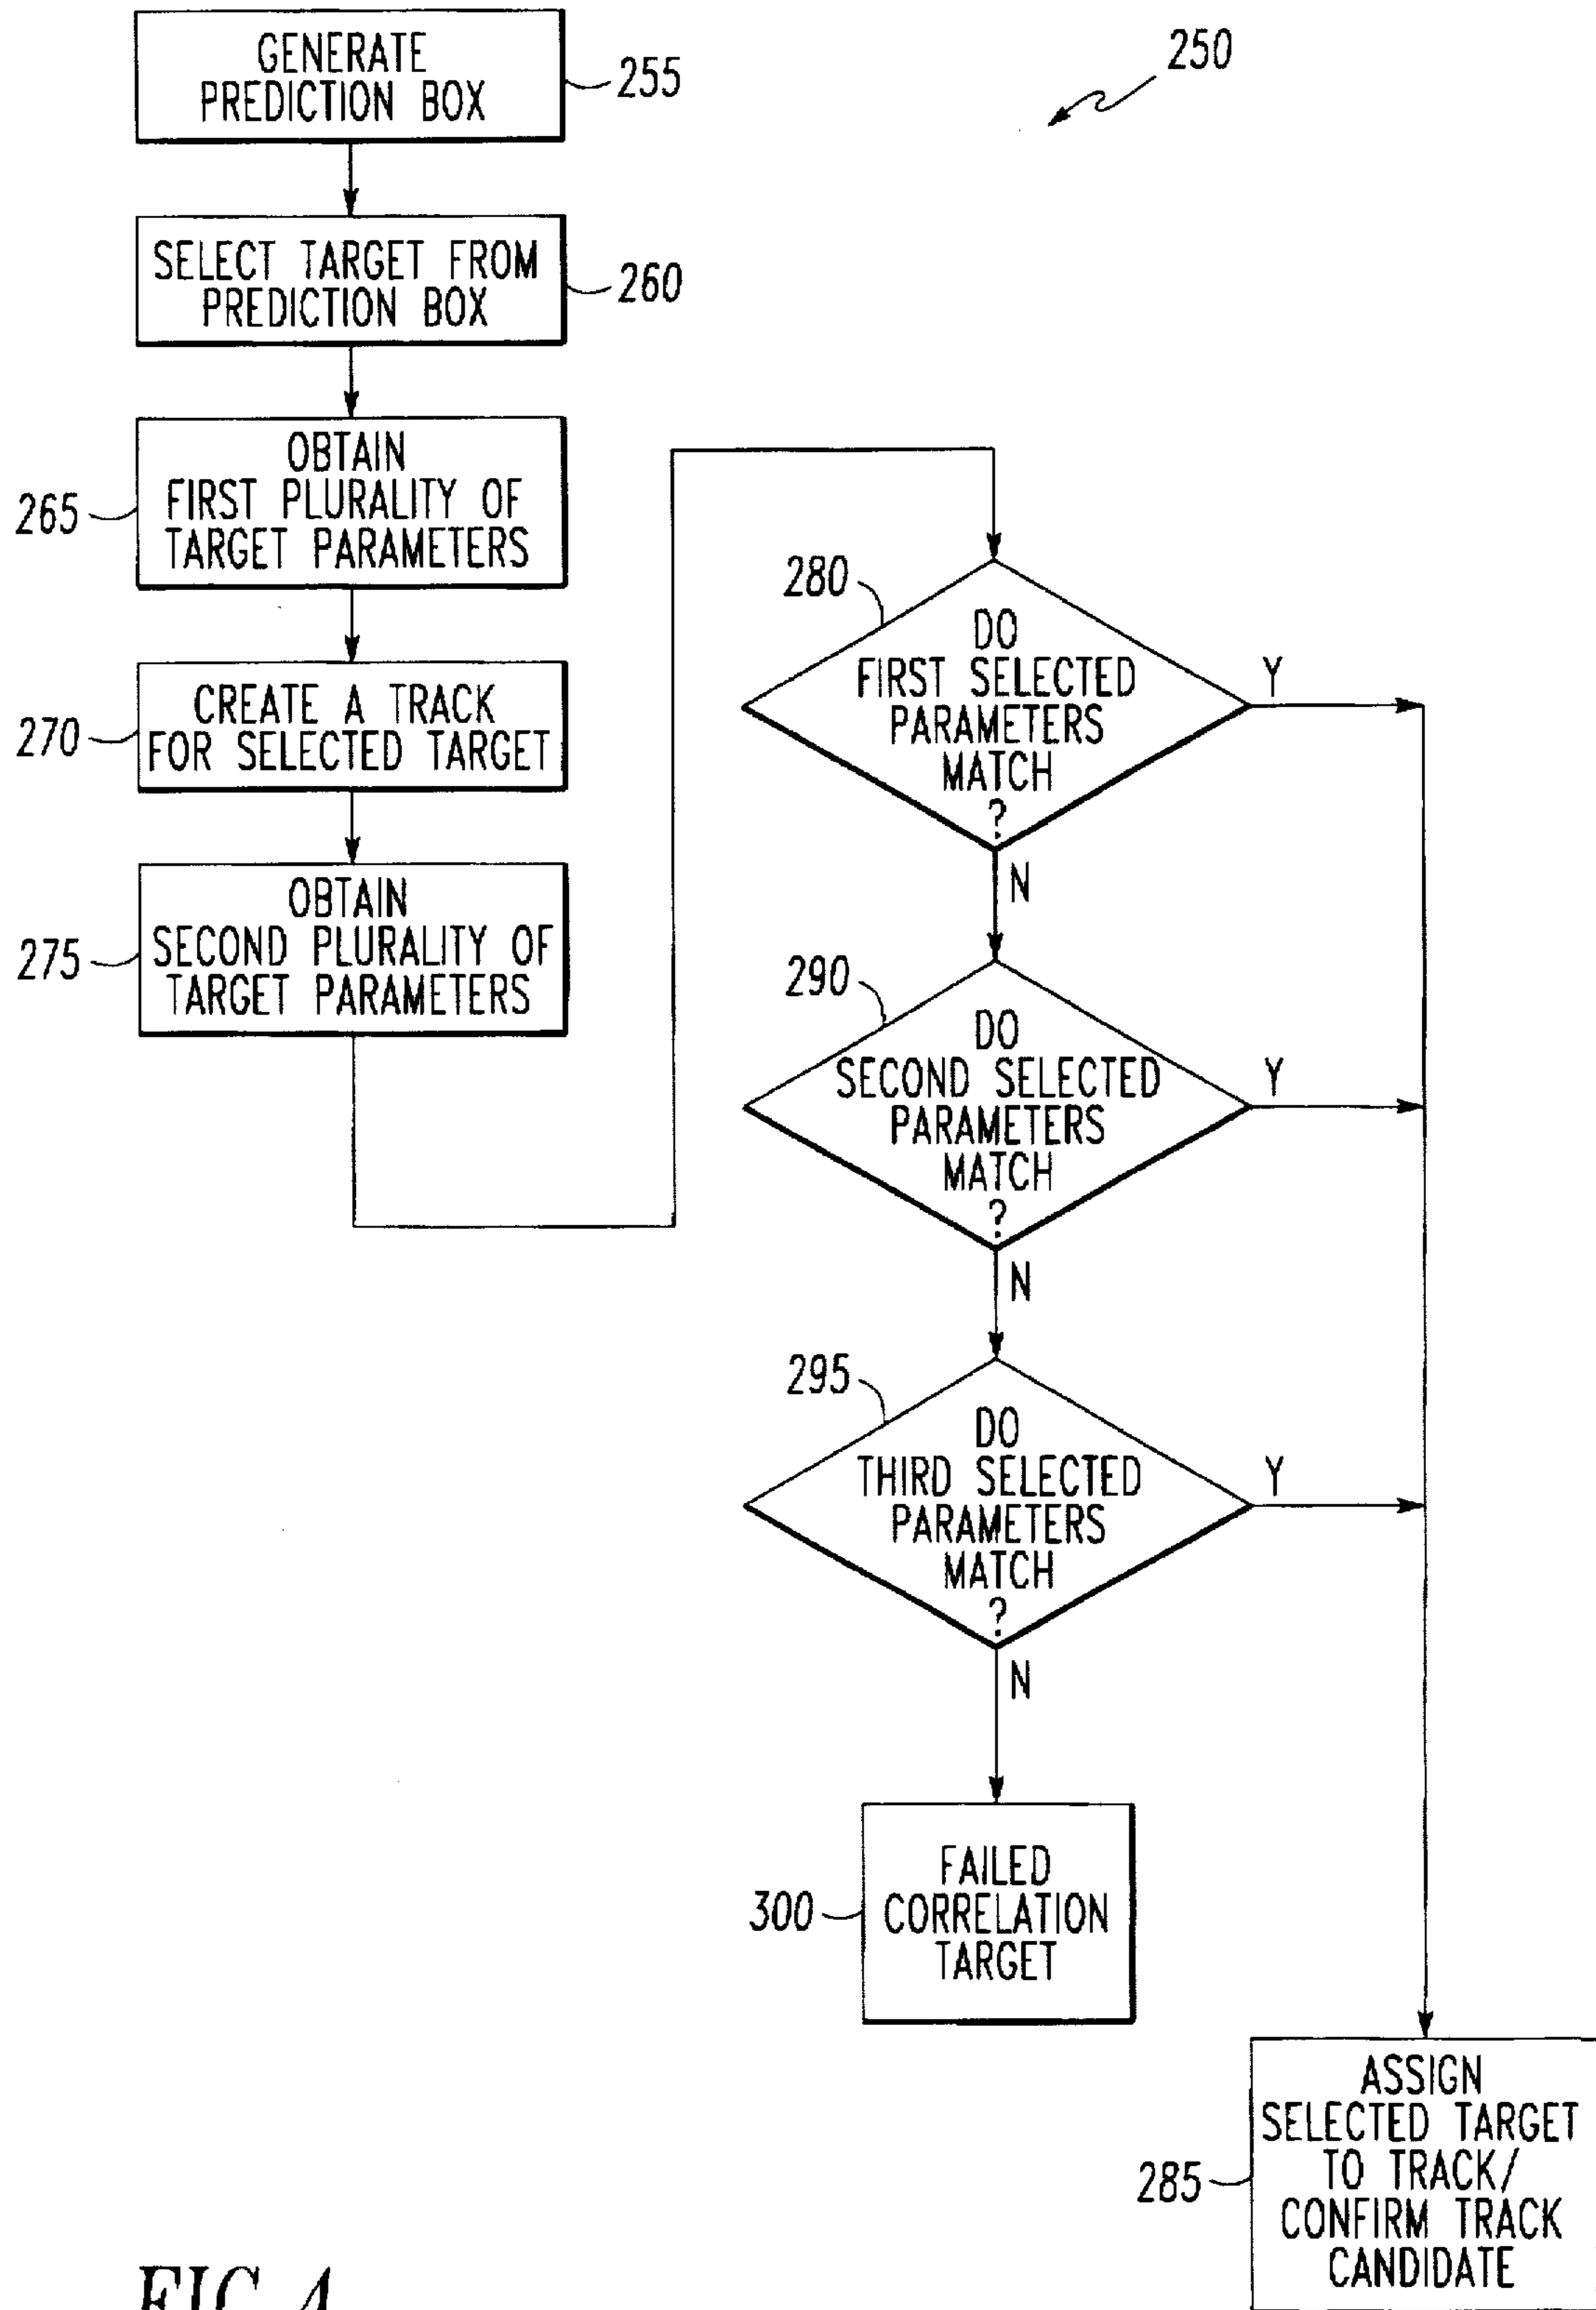 GENERATE
PREDICTION BOX
255
250
SELECT TARGET FROM
PREDICTION BOX
260
OBTAIN
FIRST PLURALITY OF
TARGET PARAMETERS
265
CREATE A TRACK
FOR SELECTED TARGET
270
OBTAIN
SECOND PLURALITY OF
TARGET PARAMETERS
275
280
DO
FIRST SELECTED
PARAMETERS
MATCH
?
Y
N
290
DO
SECOND SELECTED
PARAMETERS
MATCH
?
Y
N
295
DO
THIRD SELECTED
PARAMETERS
MATCH
?
Y
N
300
FAILED
CORRELATION
TARGET
285
ASSIGN
SELECTED TARGET
TO TRACK/
CONFIRM TRACK
CANDIDATE
FIG. 4